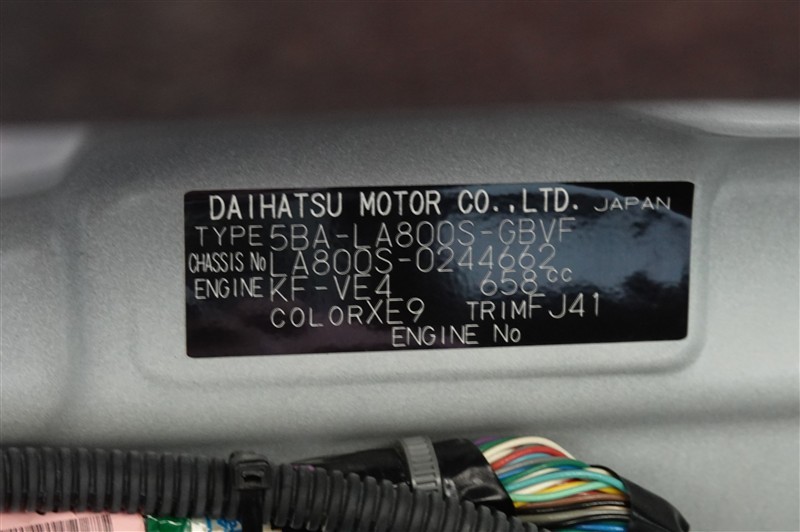 DAIHATSU MOTOR CO.,LTD. JAPAN
TYPE 5BA-LA800S-GBVF
CHASSIS No LA800S-0244662
ENGINE KF-VE4 658cc
COLOR XE9 TRIM FJ41
ENGINE No